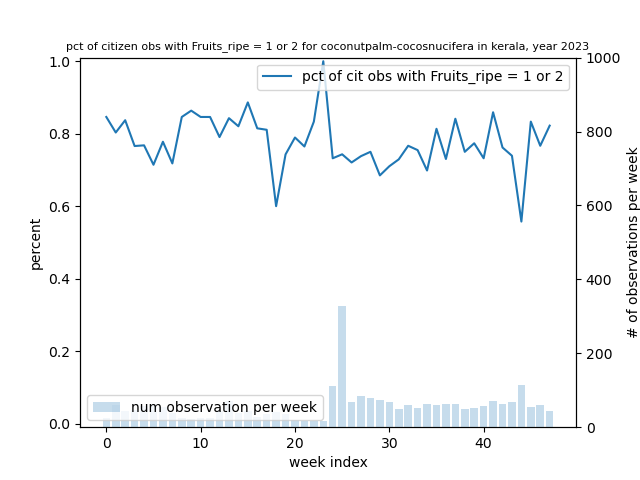 pct of citizen obs with Fruits_ripe = 1 or 2 for coconutpalm-cocosnucifera in kerala, year 2023
pct of cit obs with Fruits_ripe = 1 or 2
num observation per week
percent
1.0
0.8
0.6
0.4
0.2
0.0
# of observations per week
1000
800
600
400
200
0
0 10 20 30 40
week index